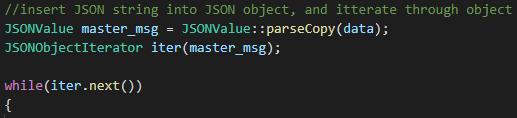 //insert JSON string into JSON object, and itterate through object
JSONValue master_msg = JSONValue::parseCopy(data);
JSONObjectIterator iter(master_msg);
while(iter.next())
{